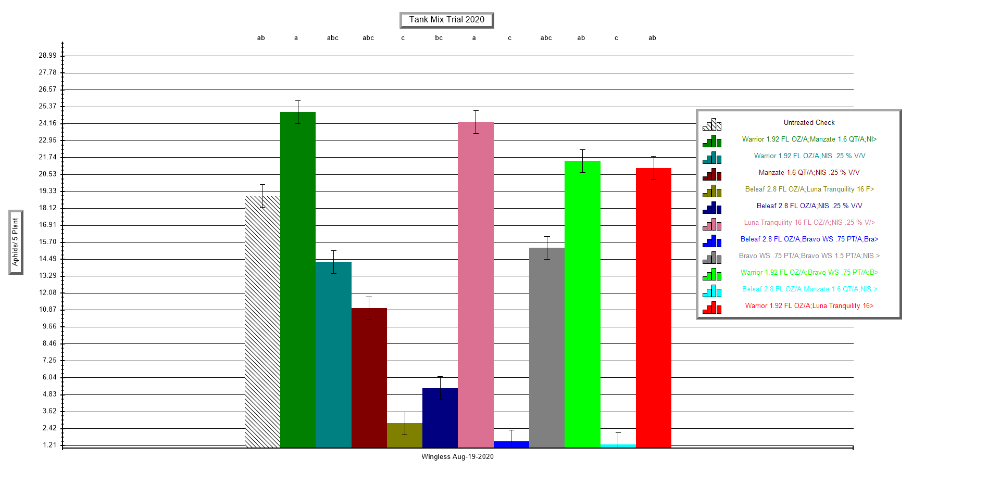 Tank Mix Trial 2020
ab a abc abc c bc a c abc ab c ab
28.99
27.78
26.57
25.37
24.16
22.95
21.74
20.53
19.33
18.12
16.91
15.70
14.49
13.29
12.08
10.87
9.66
8.46
7.25
6.04
4.83
3.62
2.42
1.21
Aphids/ 5 Plant
Wingless Aug-19-2020
Untreated Check
Warrior 1.92 FL OZ/A;Manzate 1.6 QT/A;NI>
Warrior 1.92 FL OZ/A;NIS .25 % V/V
Manzate 1.6 QT/A;NIS .25 % V/V
Beleaf 2.8 FL OZ/A;Luna Tranquility 16 F>
Beleaf 2.8 FL OZ/A;NIS .25 % V/V
Luna Tranquility 16 FL OZ/A;NIS .25 % V/>
Beleaf 2.8 FL OZ/A;Bravo WS .75 PT/A;Bra>
Bravo WS .75 PT/A;Bravo WS 1.5 PT/A;NIS >
Warrior 1.92 FL OZ/A;Bravo WS .75 PT/A;B>
Beleaf 2.8 FL OZ/A;Manzate 1.6 QT/A;NIS >
Warrior 1.92 FL OZ/A;Luna Tranquility 16>